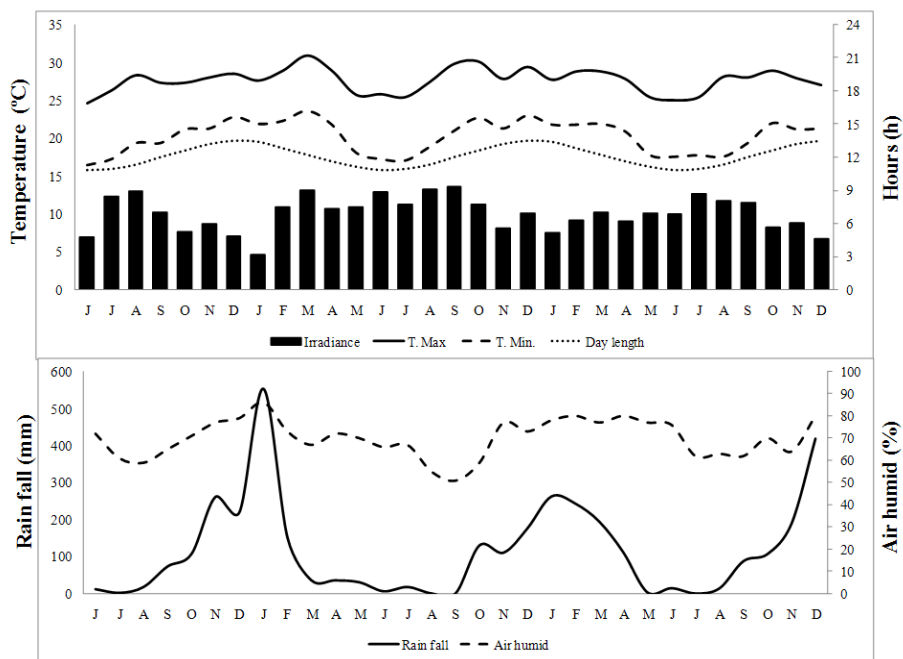 35 24
30 21
25 18
20 15
15 12
10 9
5 6
0 3
0
Temperature (ºC)
Hours (h)
J J A S O N D J F M A M J J A S O N D J F M A M J J A S O N D
Irradiance T. Max T. Min. Day length
600 100
500 90
400 80
300 70
200 60
100 50
0 40
30
20
10
0
Rain fall (mm)
Air humid (%)
J J A S O N D J F M A M J J A S O N D J F M A M J J A S O N D
Rain fall Air humid